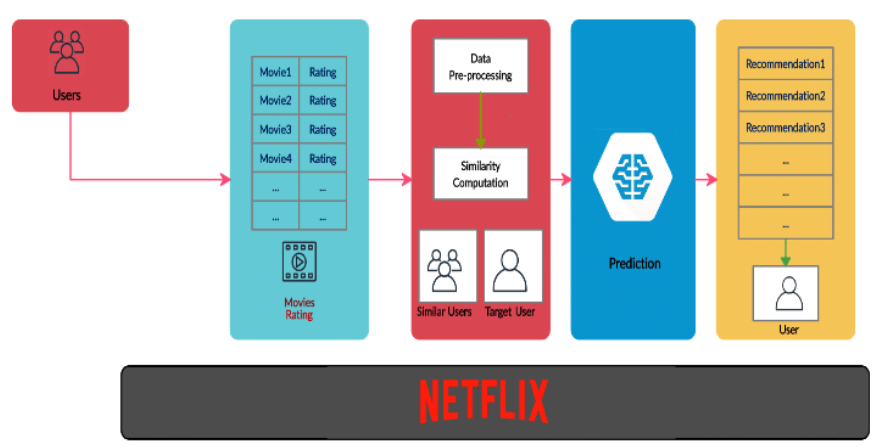 Users
Movie1 Rating
Movie2 Rating
Movie3 Rating
Movie4 Rating
... ...
... ...
Movies
Rating
Data
Pre-processing
Similarity
Computation
Similar Users
Target User
Prediction
Recommendation1
Recommendation2
Recommendation3
...
...
...
User
NETFLIX